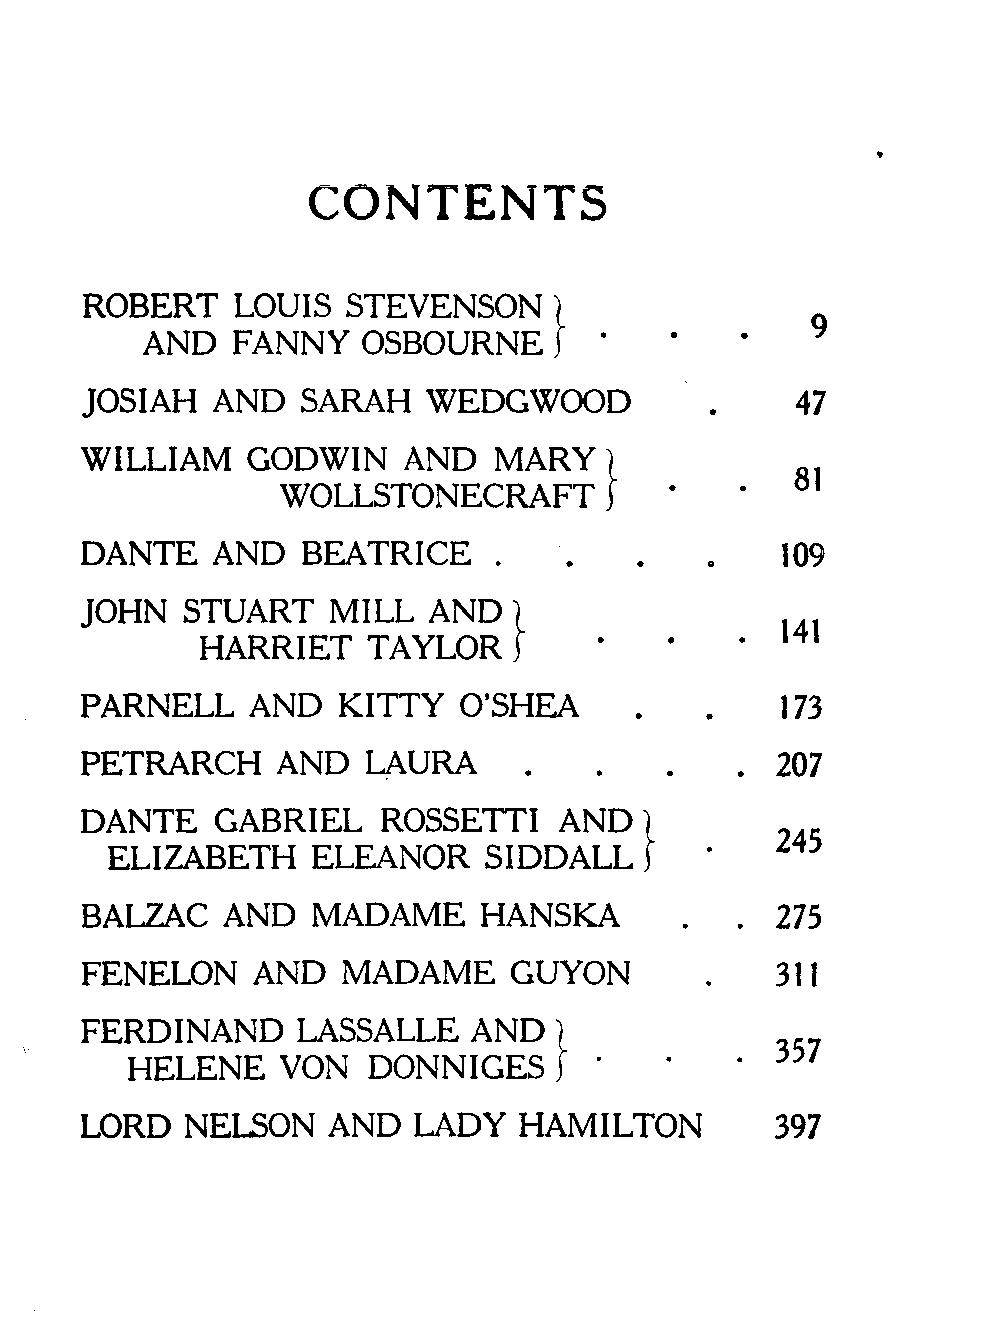 CONTENTS
ROBERT LOUIS STEVENSON
AND FANNY OSBOURNE . . . 9
JOSIAH AND SARAH WEDGWOOD . 47
WILLIAM GODWIN AND MARY
WOLLSTONECRAFT . . 81
DANTE AND BEATRICE . . . . 109
JOHN STUART MILL AND
HARRIET TAYLOR . . . 141
PARNELL AND KITTY O'SHEA . . 173
PETRARCH AND LAURA . . . . 207
DANTE GABRIEL ROSSETTI AND
ELIZABETH ELEANOR SIDDALL . 245
BALZAC AND MADAME HANSKA . . 275
FENELON AND MADAME GUYON . 311
FERDINAND LASSALLE AND
HELENE VON DONNIGES . . . 357
LORD NELSON AND LADY HAMILTON 397